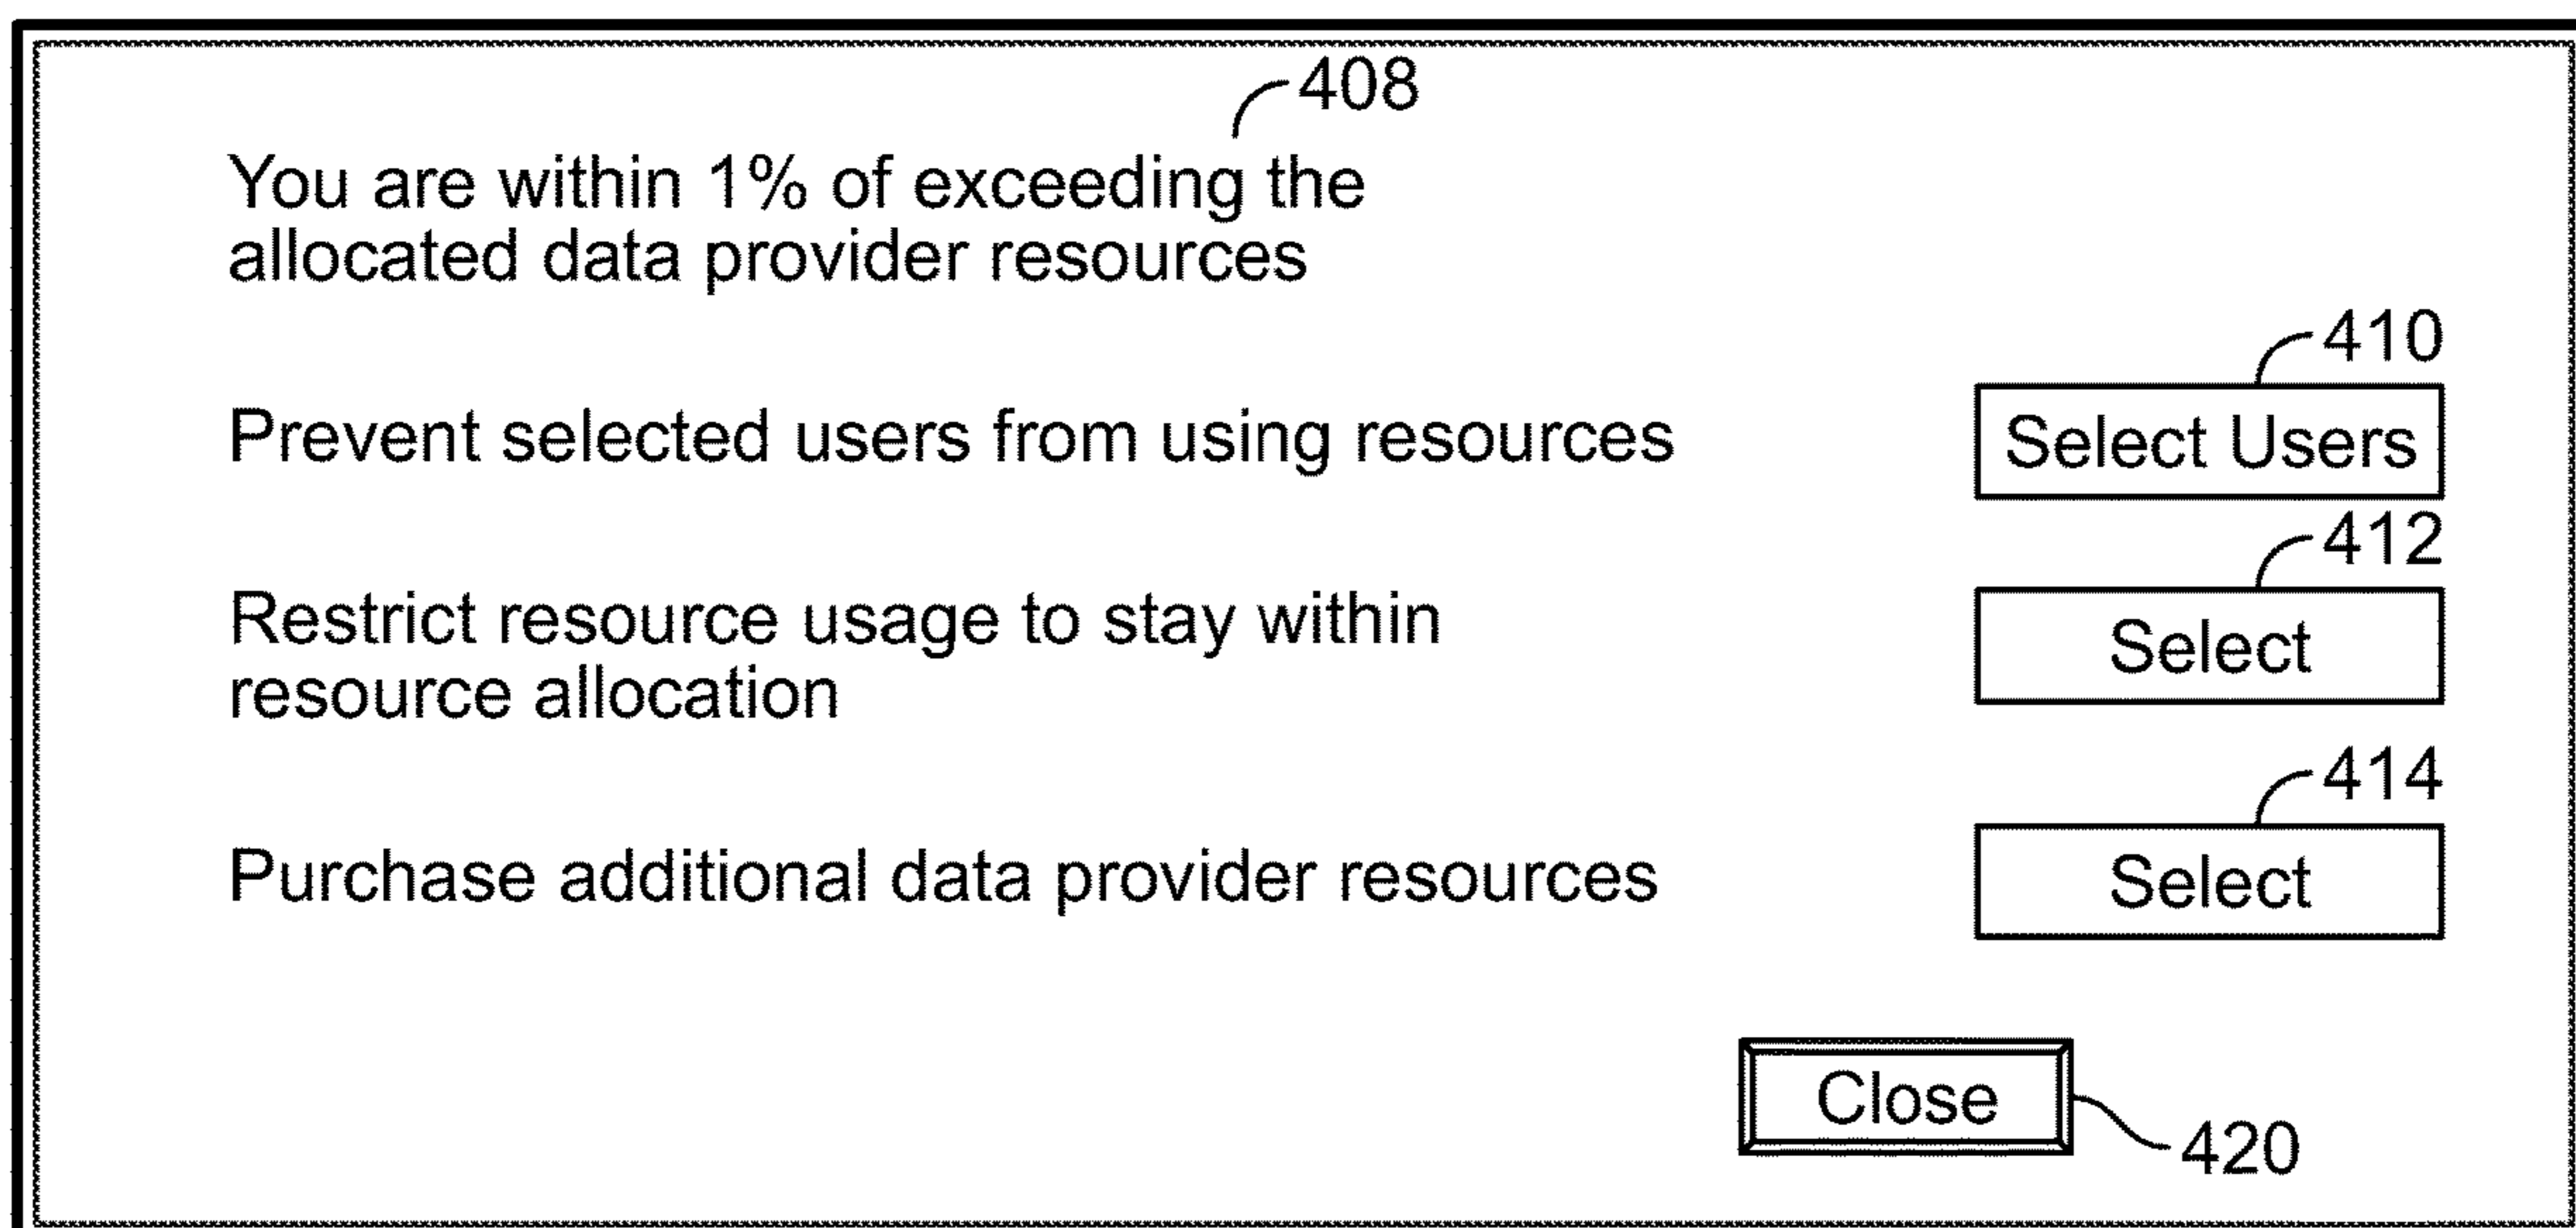 408
You are within 1% of exceeding the
allocated data provider resources
410
Prevent selected users from using resources
Select Users
412
Restrict resource usage to stay within
resource allocation
Select
414
Purchase additional data provider resources
Select
Close
420